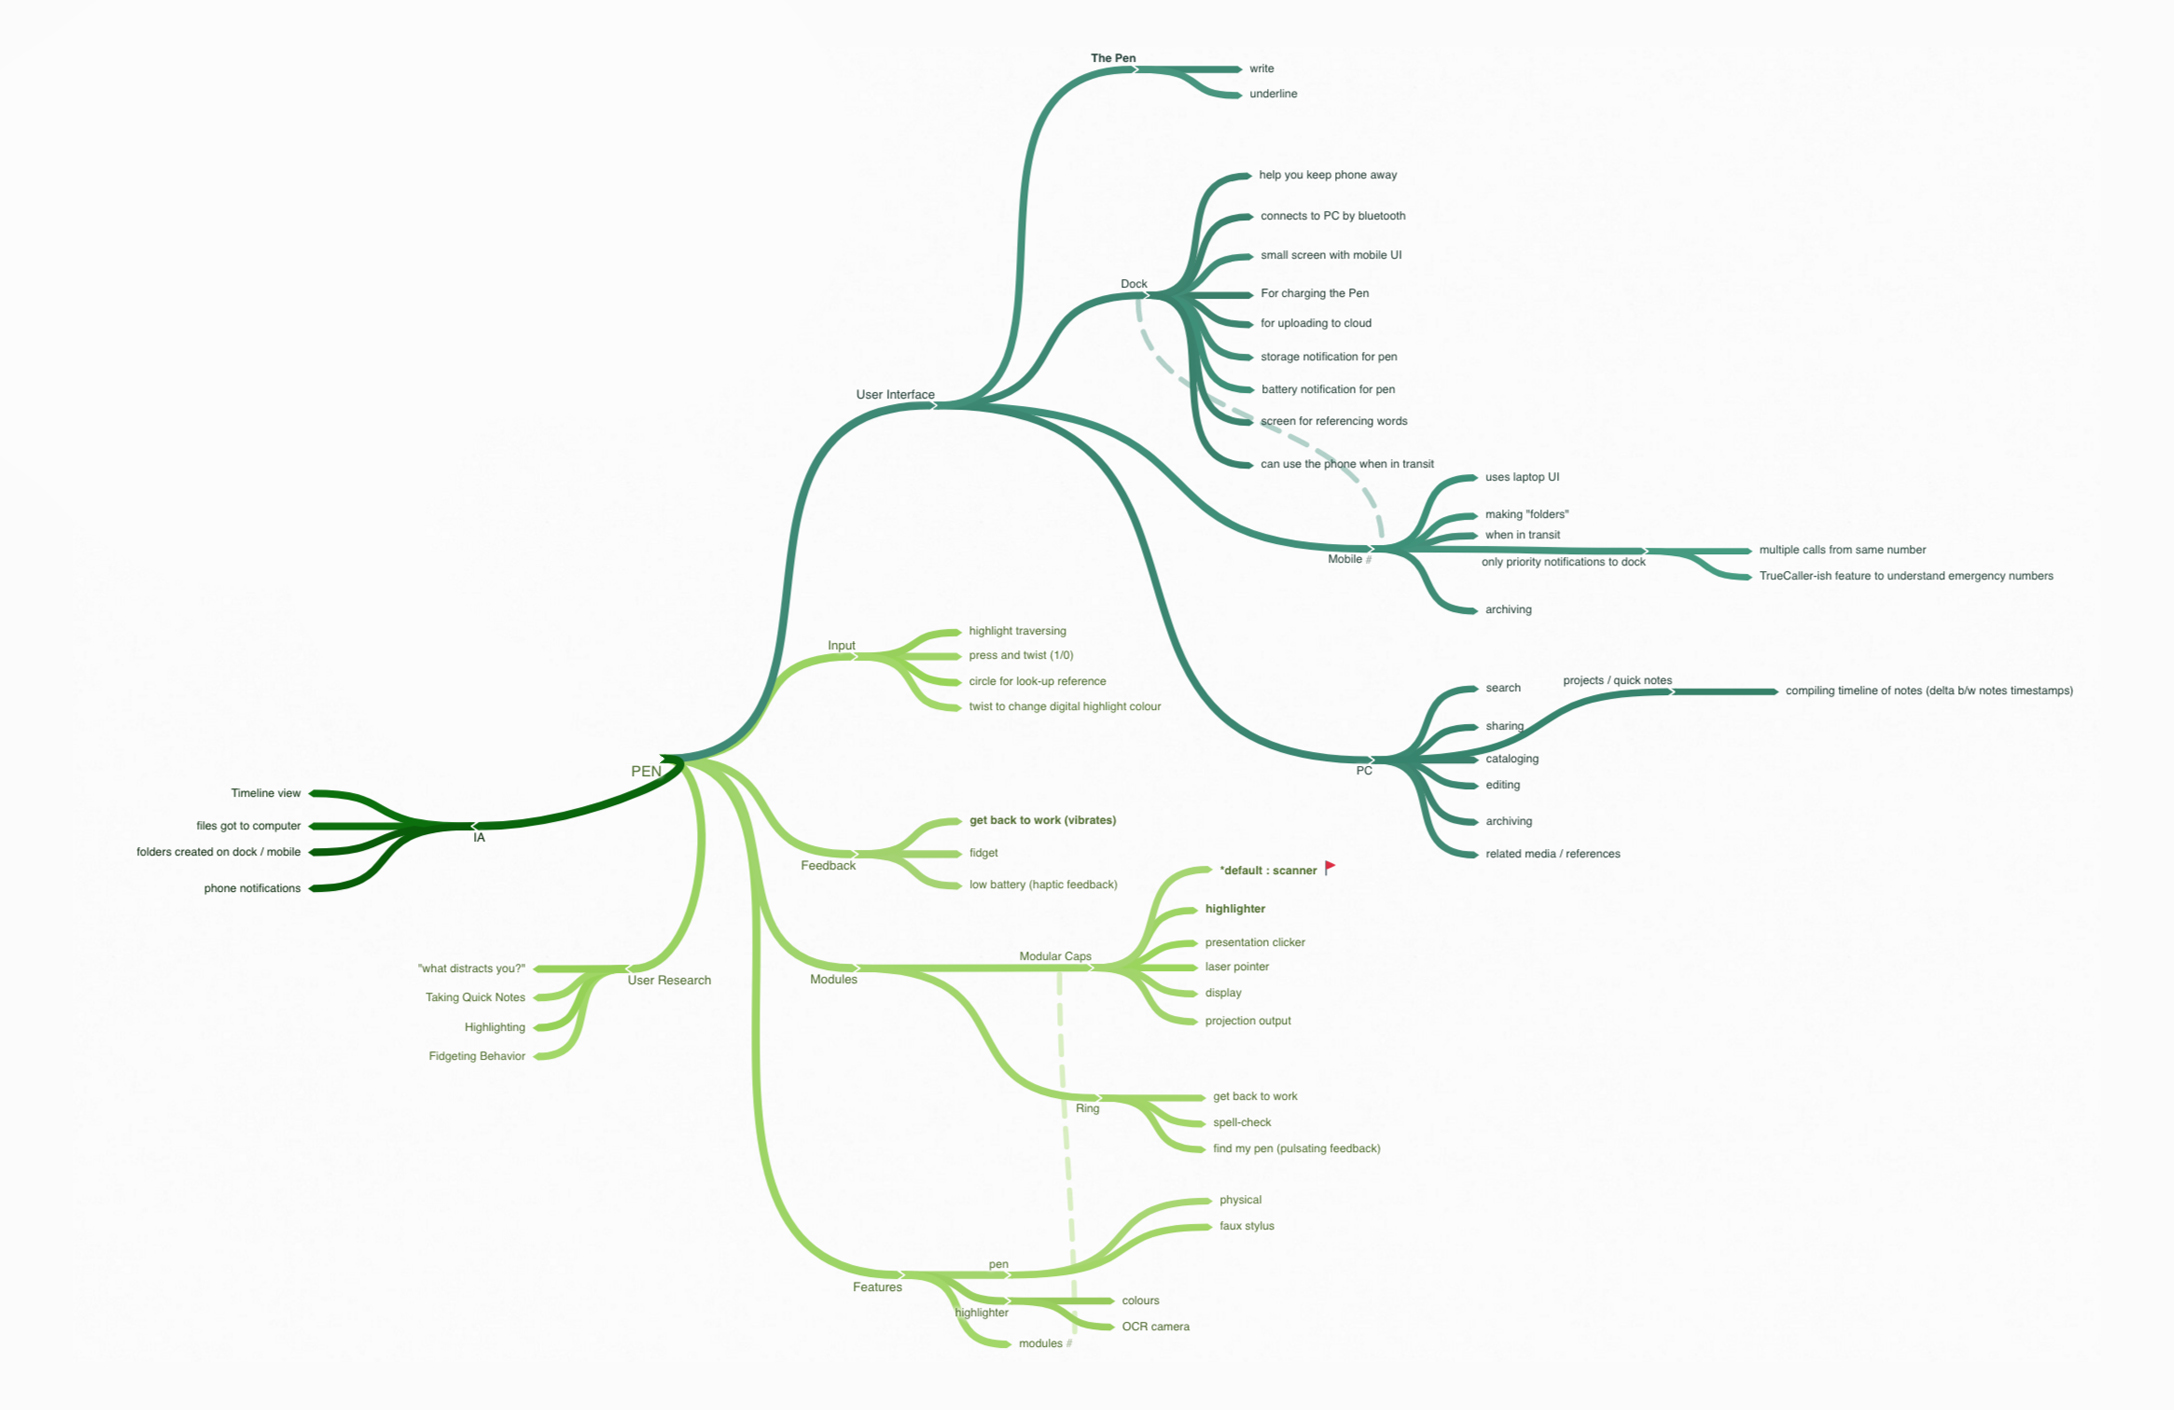 The Pen
write
underline
help you keep phone away
connects to PC by bluetooth
small screen with mobile UI
Dock
For charging the Pen
for uploading to cloud
storage notification for pen
battery notification for pen
screen for referencing words
can use the phone when in transit
User Interface
uses laptop UI
making "folders"
when in transit
Mobile #
only priority notifications to dock
multiple calls from same number
TrueCaller-ish feature to understand emergency numbers
archiving
PC
search
sharing
projects / quick notes
compiling timeline of notes (delta b/w notes timestamps)
cataloging
editing
archiving
related media / references
Input
highlight traversing
press and twist (1/0)
circle for look-up reference
twist to change digital highlight colour
PEN
Timeline view
files got to computer
IA
folders created on dock / mobile
phone notifications
Feedback
get back to work (vibrates)
fidget
low battery (haptic feedback)
User Research
"what distracts you?"
Taking Quick Notes
Highlighting
Fidgeting Behavior
Modules
Modular Caps
*default : scanner
highlighter
presentation clicker
laser pointer
display
projection output
Ring
get back to work
spell-check
find my pen (pulsating feedback)
Features
pen
physical
faux stylus
highlighter
colours
OCR camera
modules #